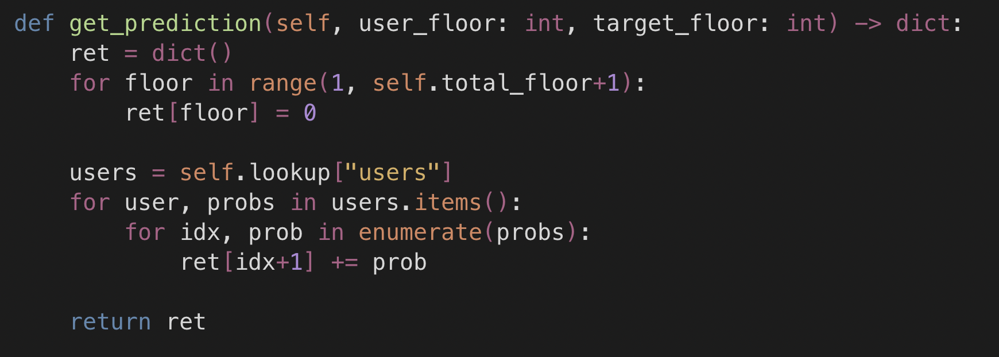 def get_prediction(self, user_floor: int, target_floor: int) -> dict:
    ret = dict()
    for floor in range(1, self.total_floor+1):
        ret[floor] = 0

    users = self.lookup["users"]
    for user, probs in users.items():
        for idx, prob in enumerate(probs):
            ret[idx+1] += prob

    return ret